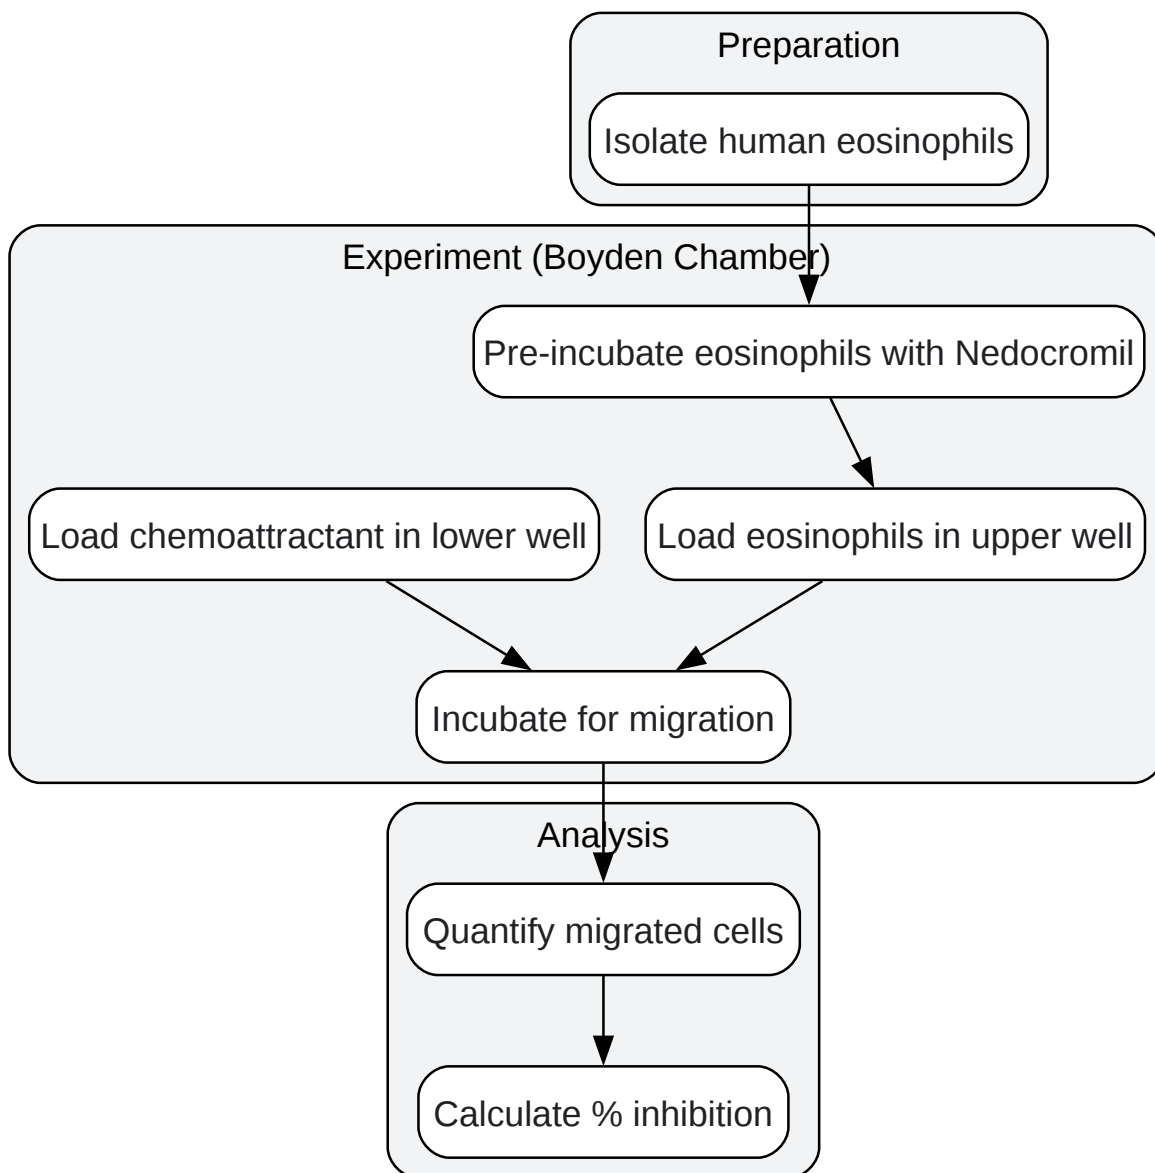 Preparation
Isolate human eosinophils
Experiment (Boyden Chamber)
Pre-incubate eosinophils with Nedocromil
Load chemoattractant in lower well
Load eosinophils in upper well
Incubate for migration
Analysis
Quantify migrated cells
Calculate % inhibition